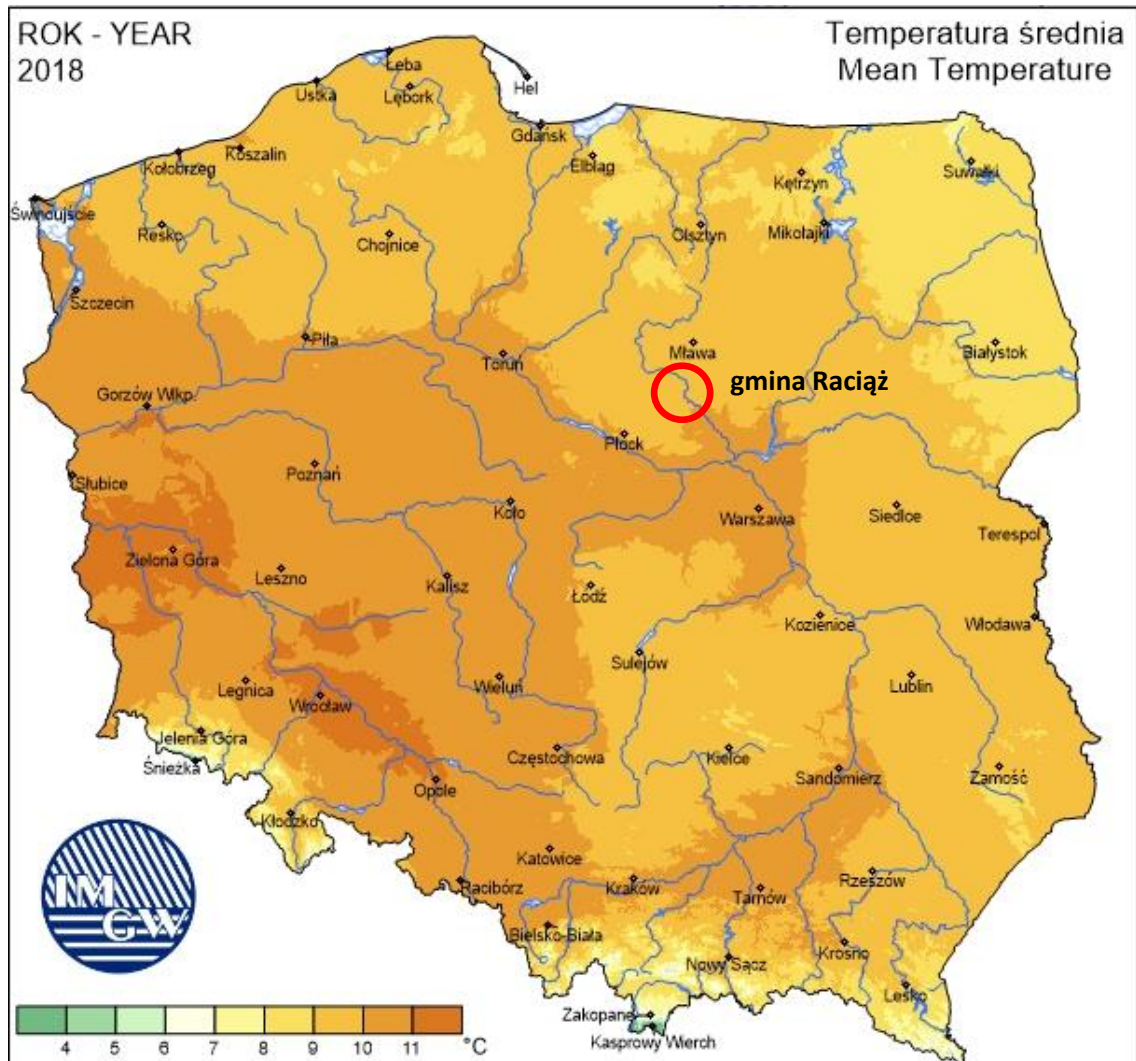 ROK - YEAR
2018
Temperatura średnia
Mean Temperature
Łeba
Hel
Ustka
Lębork
Gdańsk
Koszalin
Kołobrzeg
Elbląg
Suwałki
Kętrzyn
Świnoujście
Resko
Chojnice
Olsztyn
Mikołajki
Szczecin
Piła
Toruń
Mława
Białystok
gmina Raciąż
Gorzów Wlkp.
Płock
Poznań
Słubice
Koło
Warszawa
Siedlce
Terespol
Zielona Góra
Leszno
Kalisz
Łódź
Kozienice
Włodawa
Sulejów
Legnica
Wrocław
Wieluń
Lublin
Jelenia Góra
Śnieżka
Częstochowa
Kielce
Sandomierz
Zamość
Opole
Kłodzko
Katowice
Racibórz
Kraków
Tarnów
Rzeszów
IM
GW
Bielsko-Biała
Nowy Sącz
Krosno
Lesko
Zakopane
Kasprowy Wierch
4 5 6 7 8 9 10 11 °C